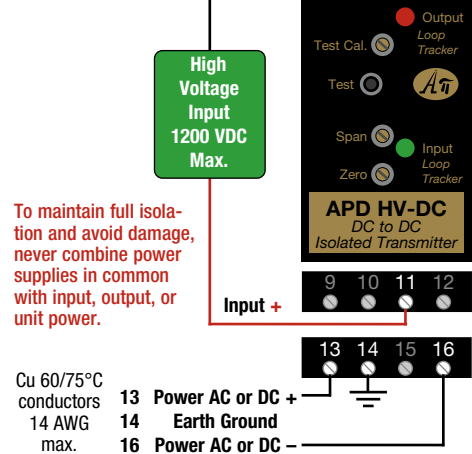 Output
Loop
Tracker
Test Cal.
Test
Aπ
Span
Input
Loop
Tracker
Zero
APD HV-DC
DC to DC
Isolated Transmitter
High
Voltage
Input
1200 VDC
Max.
To maintain full isola-
tion and avoid damage,
never combine power
supplies in common
with input, output, or
unit power.
9 10 11 12
Input +
13 14 15 16
Cu 60/75°C
conductors
14 AWG
max.
13 Power AC or DC +
14 Earth Ground
16 Power AC or DC –